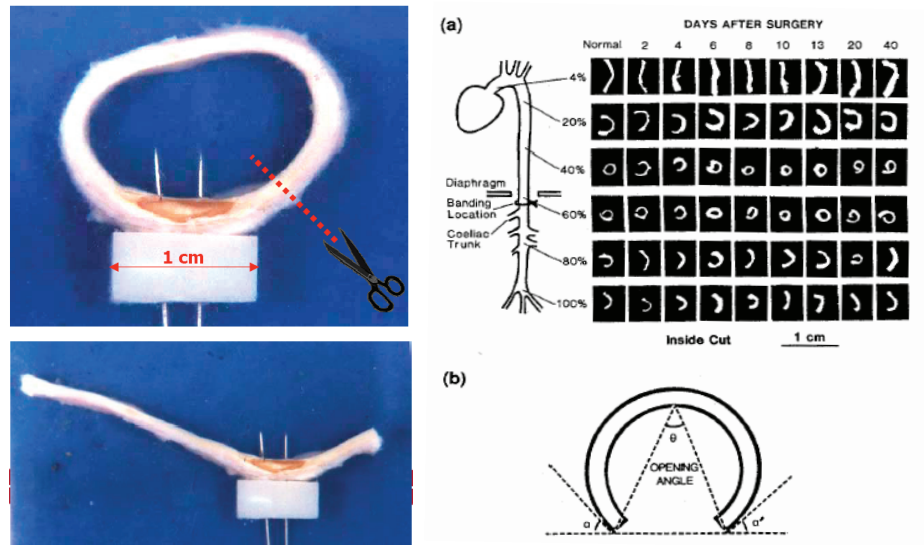 1 cm
(a)
DAYS AFTER SURGERY
Normal 2 4 6 8 10 13 20 40
4%
20%
40%
Diaphragm
Banding
Location
60%
Coeliac
Trunk
80%
100%
Inside Cut 1 cm
(b)
θ
OPENING
ANGLE
α α'